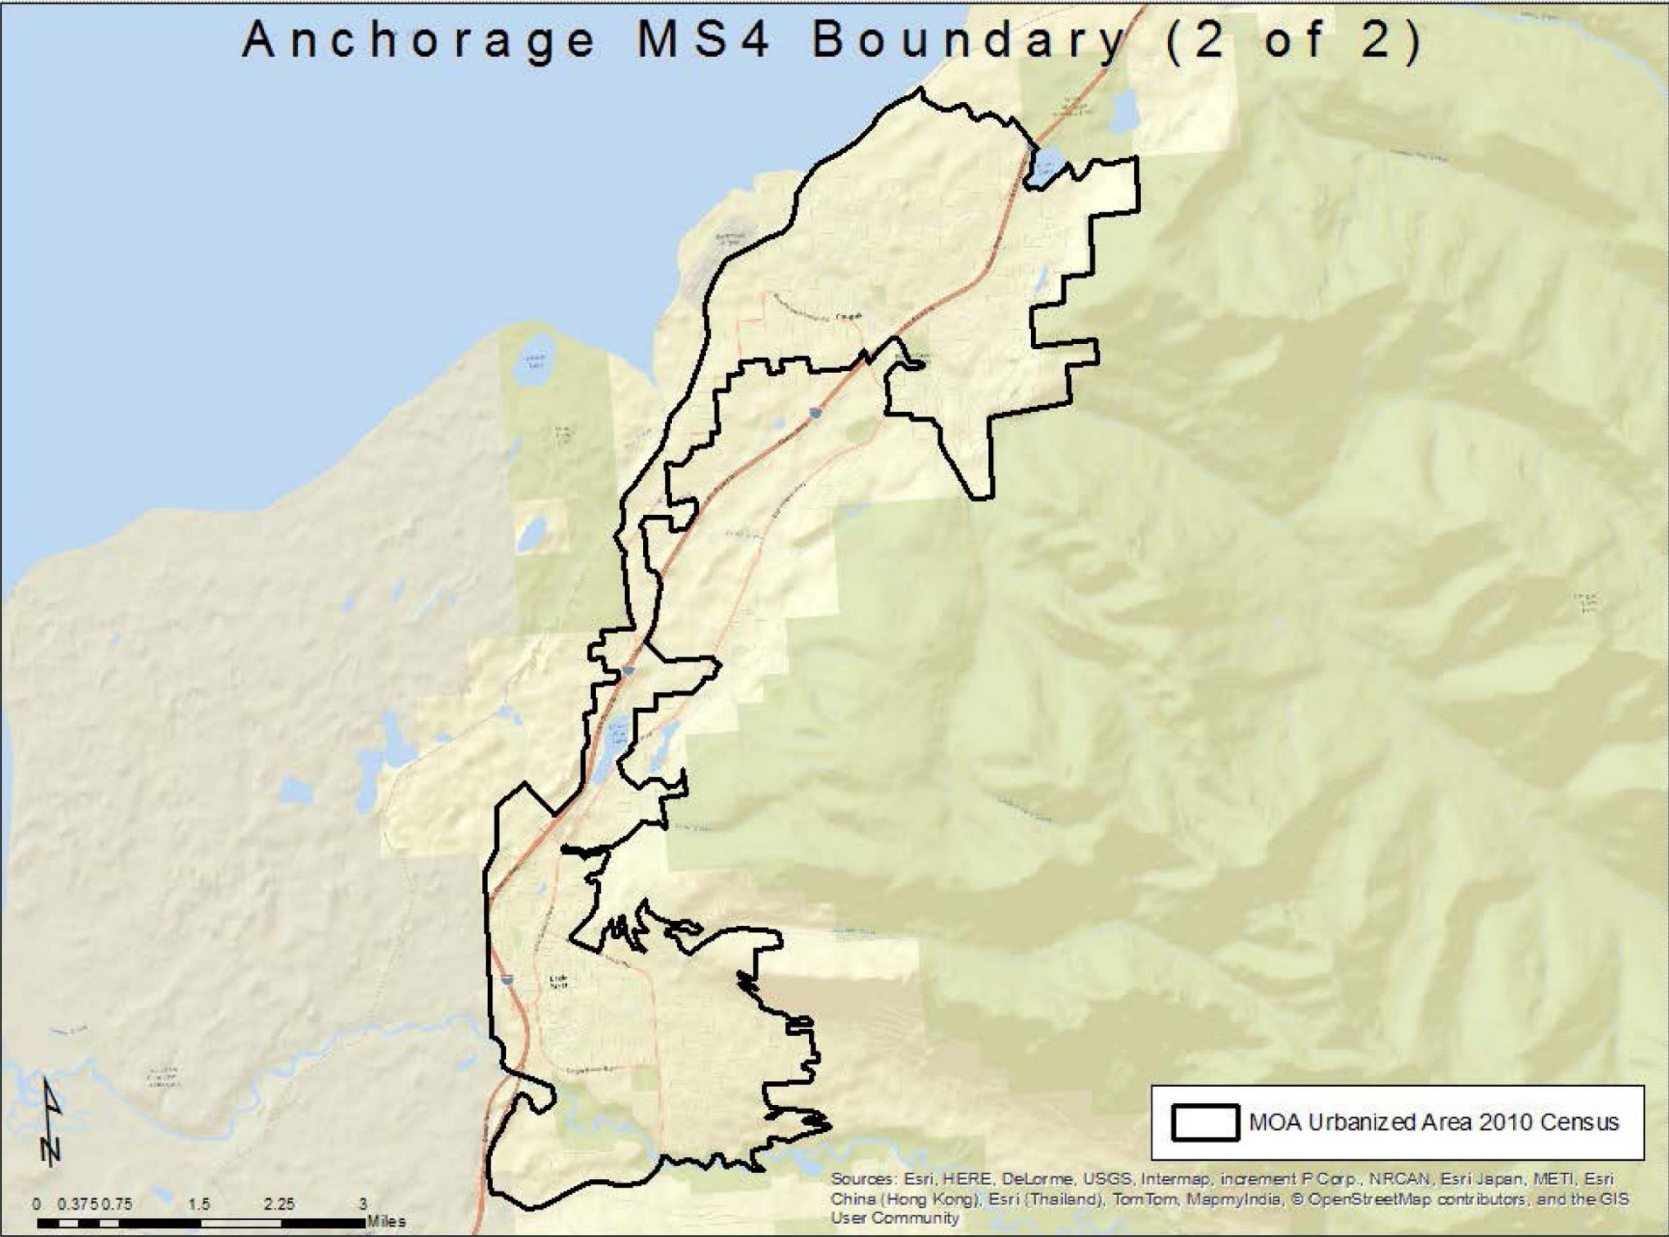 Anchorage MS4 Boundary (2 of 2)
MOA Urbanized Area 2010 Census
Sources: Esri, HERE, DeLorme, USGS, Intermap, increment P Corp., NRCAN, Esri Japan, METI, Esri
China (Hong Kong), Esri (Thailand), TomTom, MapmyIndia, © OpenStreetMap contributors, and the GIS
User Community
N
0 0.375 0.75 1.5 2.25 3
Miles